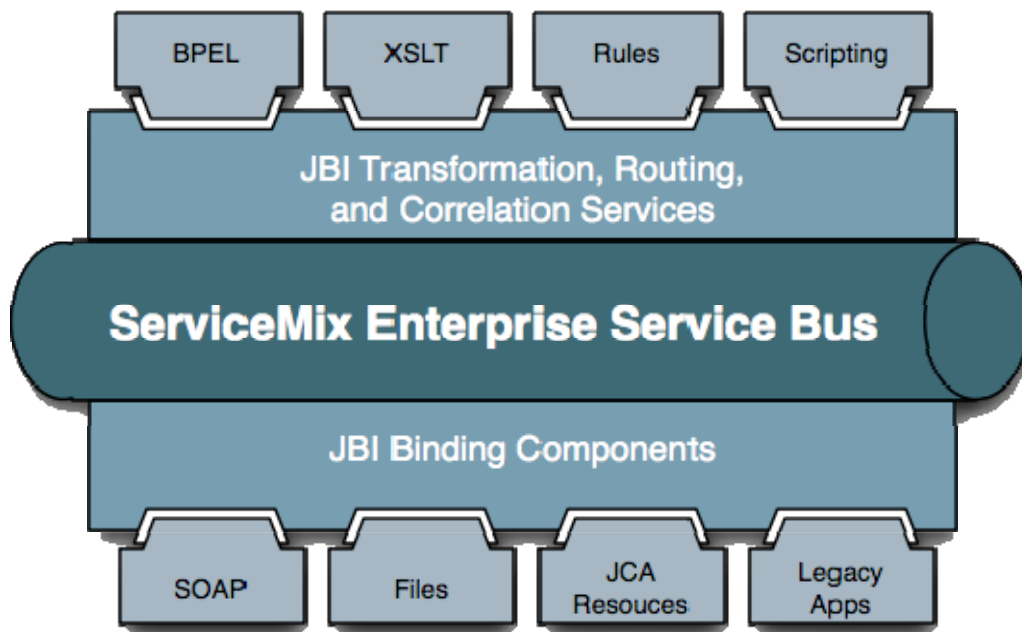 BPEL
XSLT
Rules
Scripting
JBI Transformation, Routing,
and Correlation Services
ServiceMix Enterprise Service Bus
JBI Binding Components
SOAP
Files
JCA
Resouces
Legacy
Apps